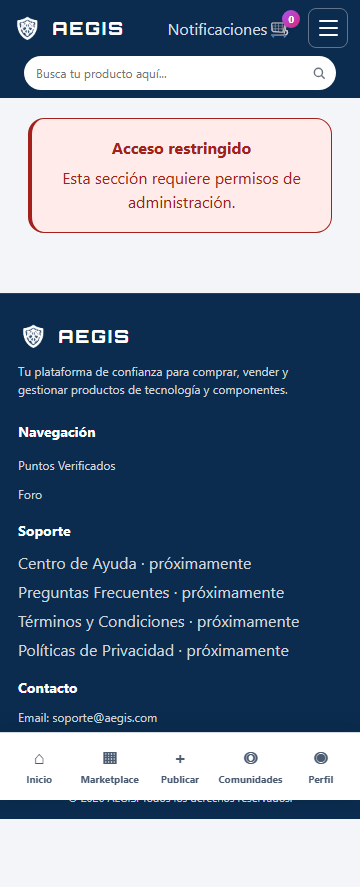 AEGIS
Notificaciones
0
Busca tu producto aquí...
Acceso restringido
Esta sección requiere permisos de
administración.
AEGIS
Tu plataforma de confianza para comprar, vender y
gestionar productos de tecnología y componentes.
Navegación
Puntos Verificados
Foro
Soporte
Centro de Ayuda · próximamente
Preguntas Frecuentes · próximamente
Términos y Condiciones · próximamente
Políticas de Privacidad · próximamente
Contacto
Email: soporte@aegis.com
Inicio
Marketplace
Publicar
Comunidades
Perfil